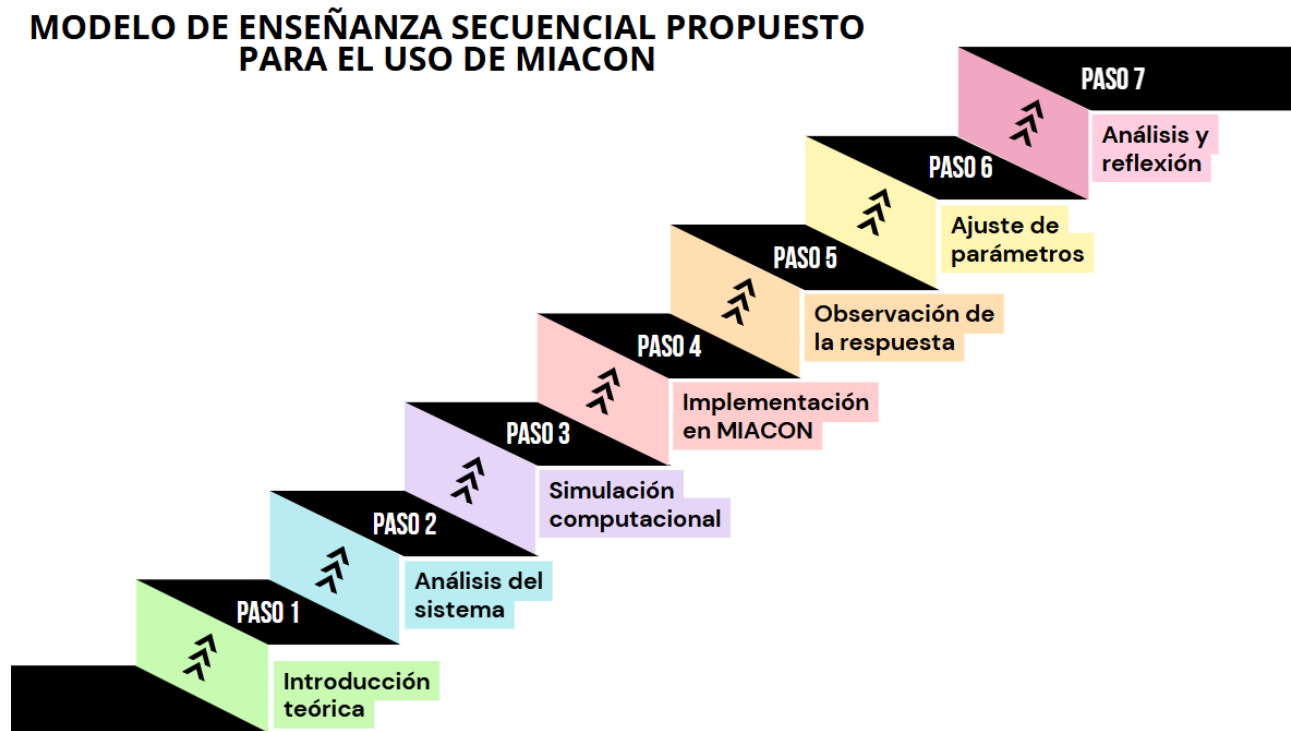 MODELO DE ENSEÑANZA SECUENCIAL PROPUESTO
PARA EL USO DE MIACON
PASO 1
Introducción
teórica
PASO 2
Análisis del
sistema
PASO 3
Simulación
computacional
PASO 4
Implementación
en MIACON
PASO 5
Observación de
la respuesta
PASO 6
Ajuste de
parámetros
PASO 7
Análisis y
reflexión